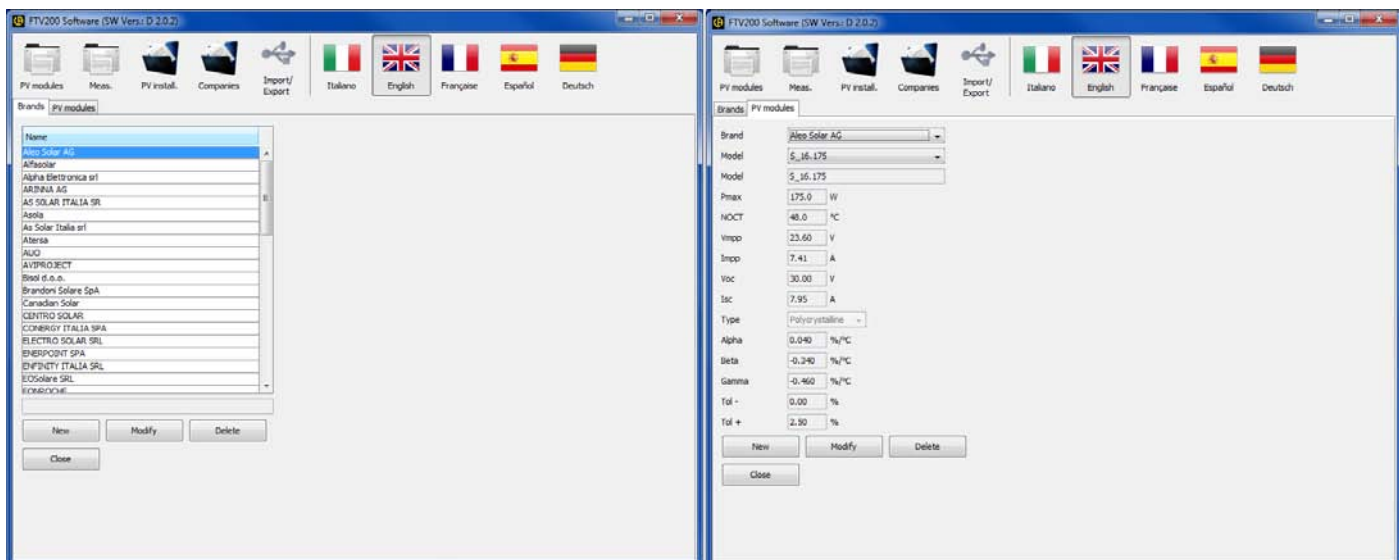 FTV200 Software (SW Vers.: D 2.0.2)
PV modules
Meas.
PV install.
Companies
Import/
Export
Italiano
English
Française
Español
Deutsch
Brands
PV modules
Name
Aleo Solar AG
Alfasolar
Alpha Elettronica srl
ARINNA AG
AS SOLAR ITALIA SR
Asola
As Solar Italia srl
Atersa
AUO
AVIPROJECT
Bisol d.o.o.
Brandoni Solare SpA
Canadian Solar
CENTRO SOLAR
CONERGY ITALIA SPA
ELECTRO SOLAR SRL
ENERPOINT SPA
ENFINITY ITALIA SRL
EOSolare SRL
EONROCHE
New Modify Delete
Close
FTV200 Software (SW Vers.: D 2.0.2)
PV modules
Meas.
PV install.
Companies
Import/
Export
Italiano
English
Française
Español
Deutsch
Brands
PV modules
Brand Aleo Solar AG
Model S_16.175
Model S_16.175
Pmax 175.0 W
NOCT 48.0 °C
Vmpp 23.60 V
Impp 7.41 A
Voc 30.00 V
Isc 7.95 A
Type Polycrystalline
Alpha 0.040 %/°C
Beta -0.340 %/°C
Gamma -0.460 %/°C
Tol - 0.00 %
Tol + 2.50 %
New Modify Delete
Close